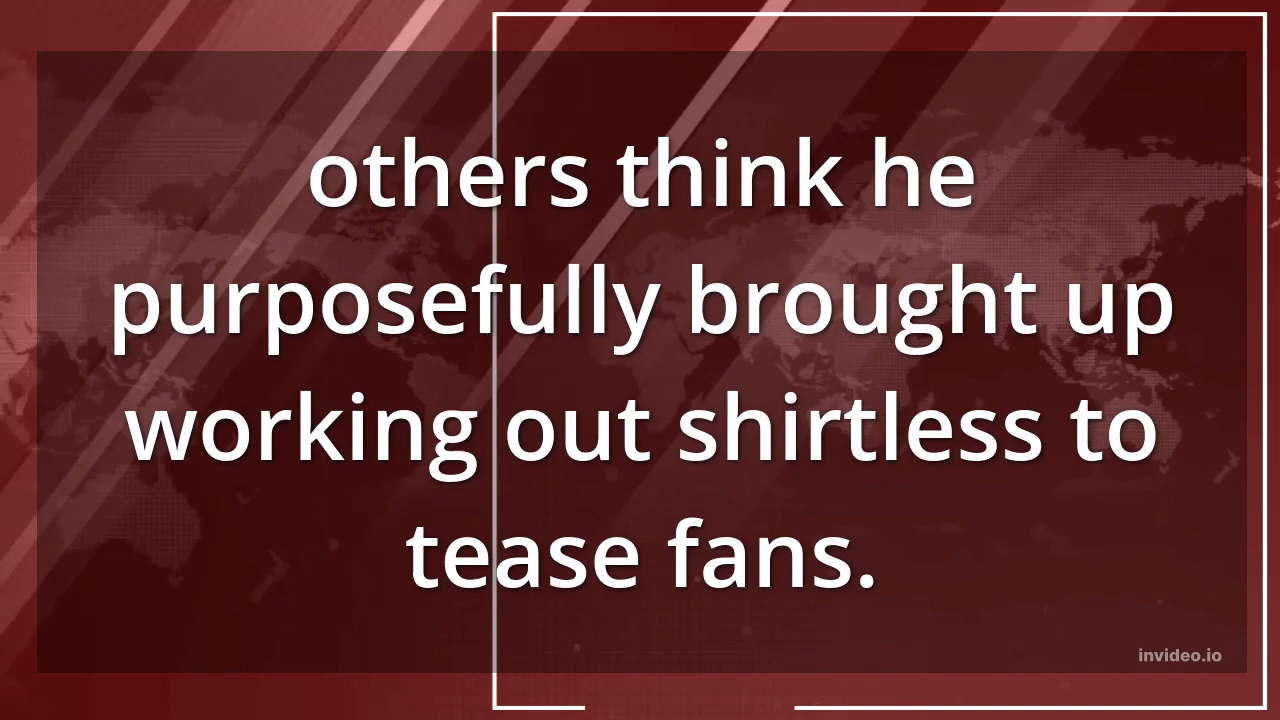 others think he
purposefully brought up
working out shirtless to
tease fans.
invideo.io